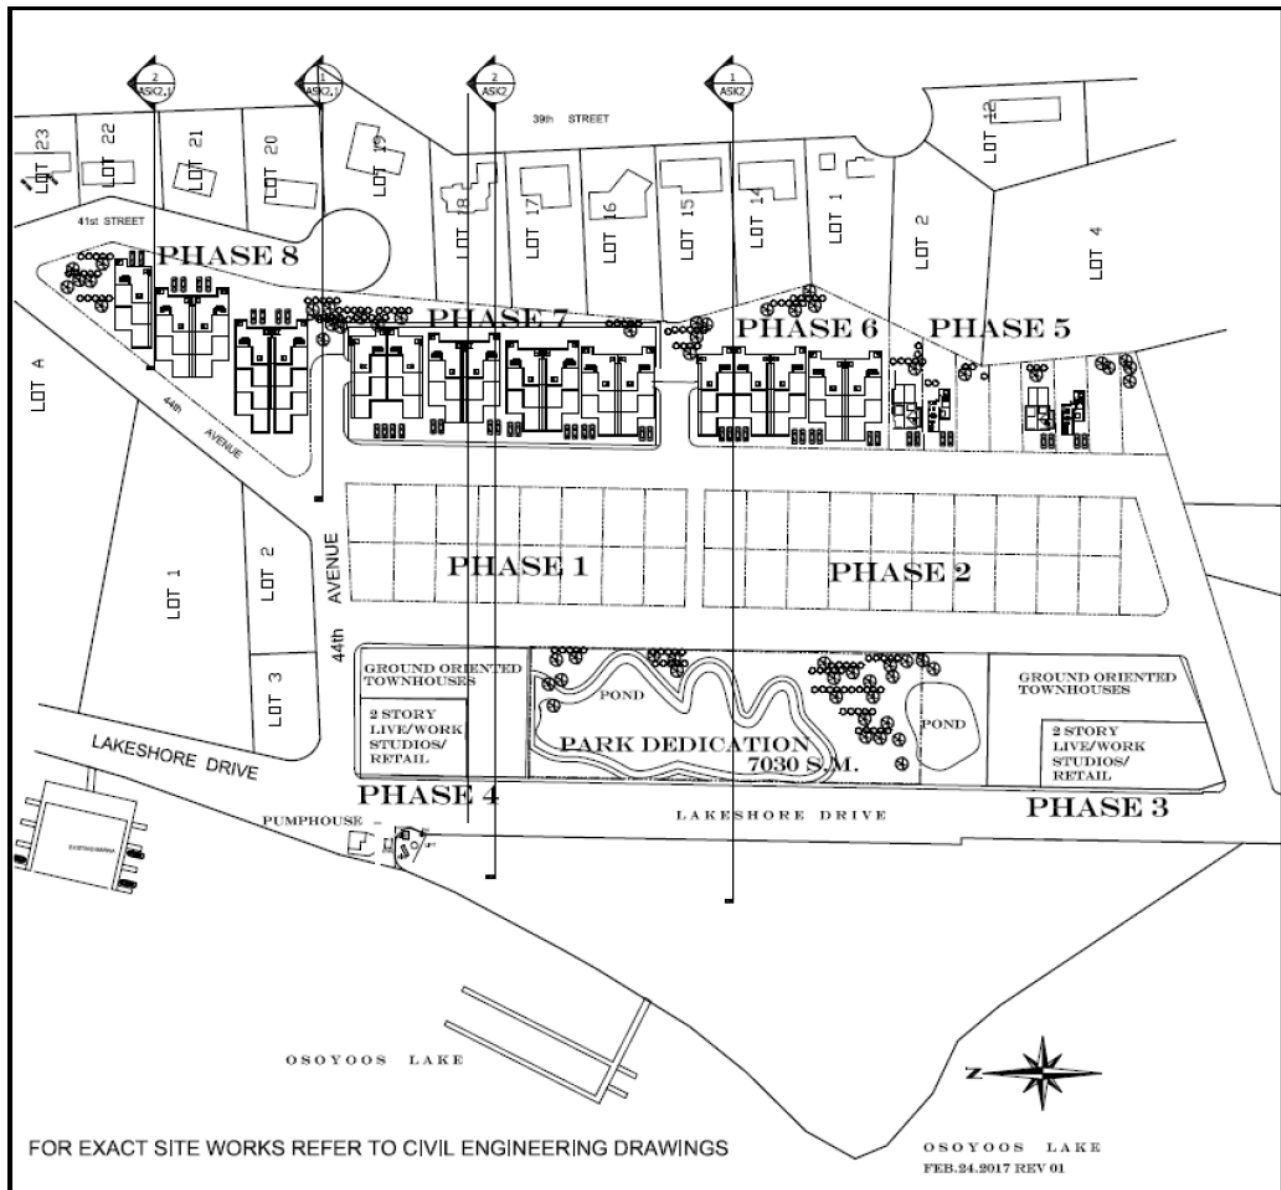 2
ASK2.1
1
ASK2.1
2
ASK2
1
ASK2
39th STREET
LOT 23
LOT 22
LOT 21
LOT 20
LOT 19
LOT 18
LOT 17
LOT 16
LOT 15
LOT 14
LOT 1
LOT 2
LOT 12
LOT 4
41st STREET
PHASE 8
PHASE 7
PHASE 6
PHASE 5
LOT A
44th
AVENUE
LOT 1
LOT 2
LOT 3
44th AVENUE
PHASE 1
PHASE 2
GROUND ORIENTED
TOWNHOUSES
2 STORY
LIVE/WORK
STUDIOS/
RETAIL
POND
PARK DEDICATION
7030 S.M.
POND
GROUND ORIENTED
TOWNHOUSES
2 STORY
LIVE/WORK
STUDIOS/
RETAIL
LAKESHORE DRIVE
PHASE 4
PHASE 3
LAKESHORE DRIVE
PUMPHOUSE
EXISTING MARINA
OSOYOOS LAKE
N
FOR EXACT SITE WORKS REFER TO CIVIL ENGINEERING DRAWINGS
OSOYOOS LAKE
FEB.24.2017 REV 01